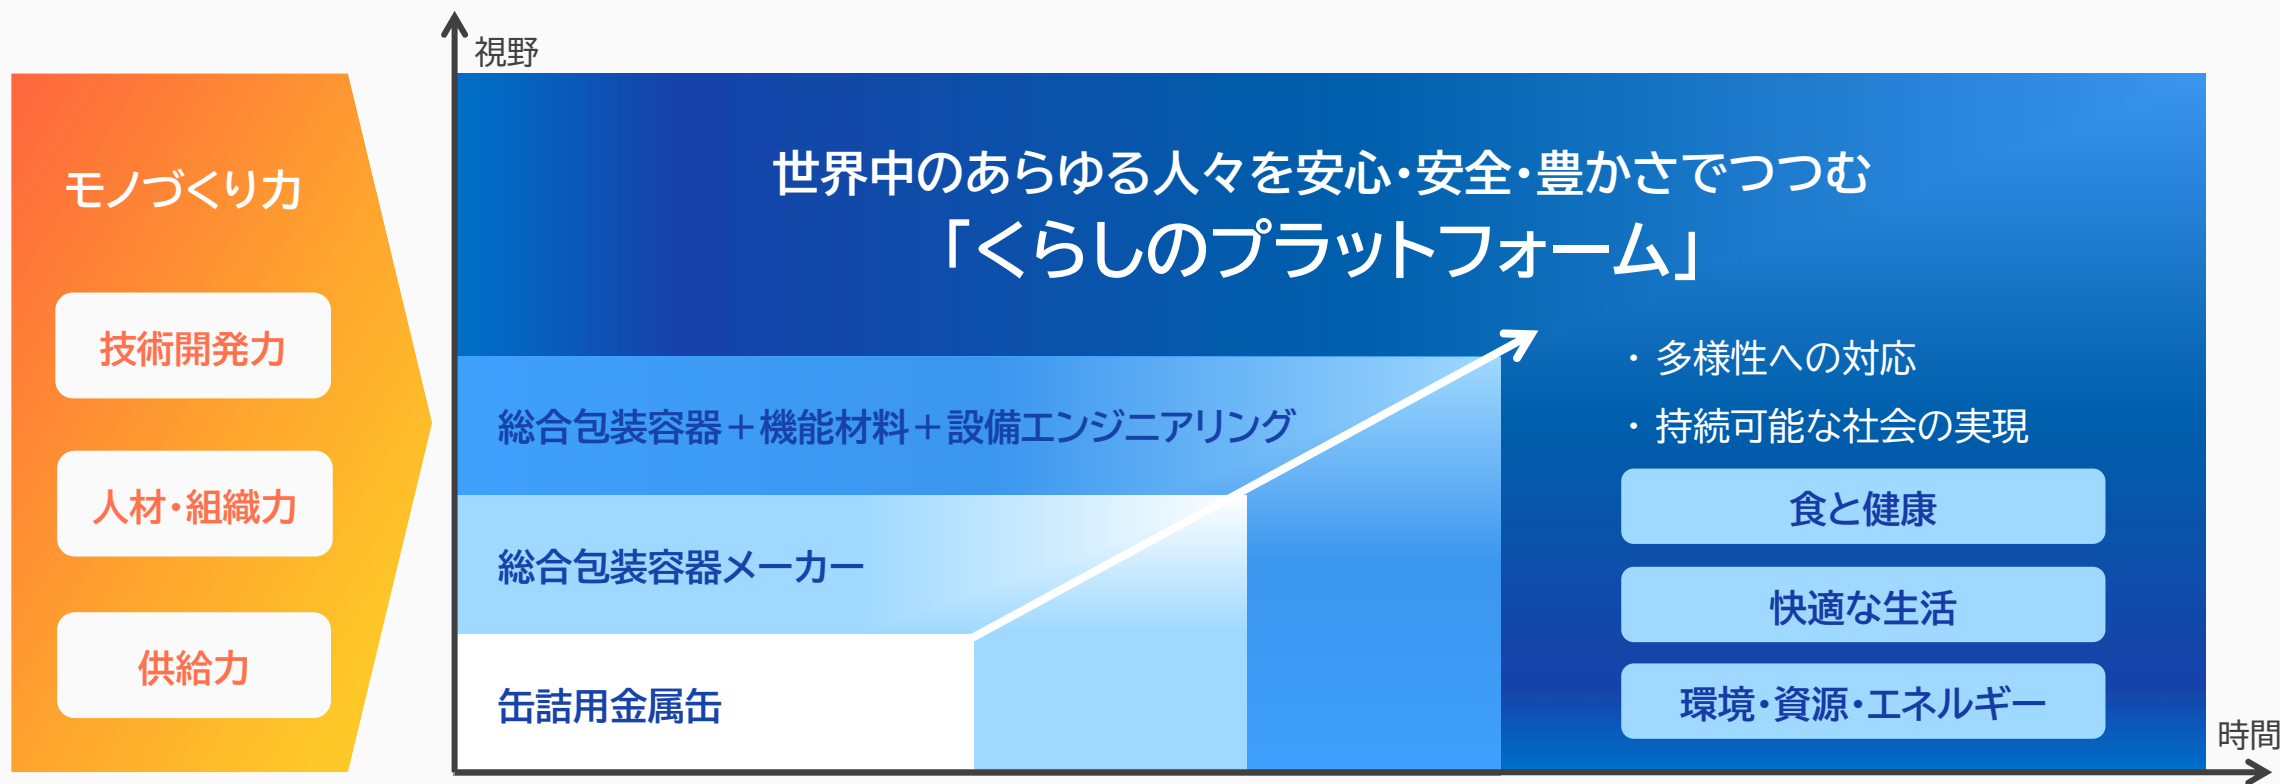 視野
モノづくり力
技術開発力
人材・組織力
供給力
世界中のあらゆる人々を安心・安全・豊かさでつつむ
「くらしのプラットフォーム」
総合包装容器＋機能材料＋設備エンジニアリング
総合包装容器メーカー
缶詰用金属缶
・多様性への対応
・持続可能な社会の実現
食と健康
快適な生活
環境・資源・エネルギー
時間